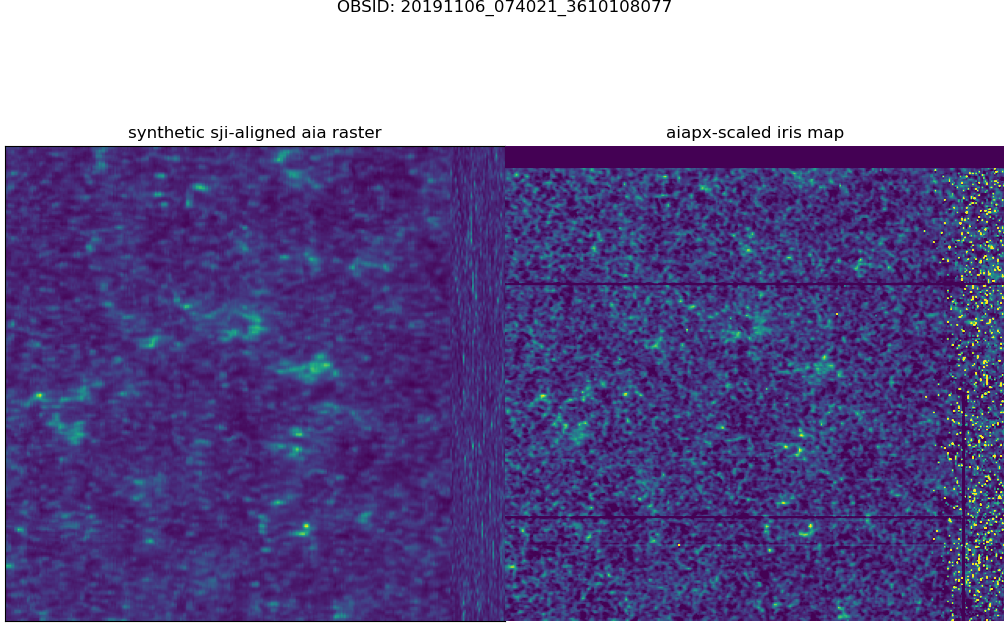 OBSID: 20191106_074021_3610108077
synthetic sji-aligned aia raster
aiapx-scaled iris map